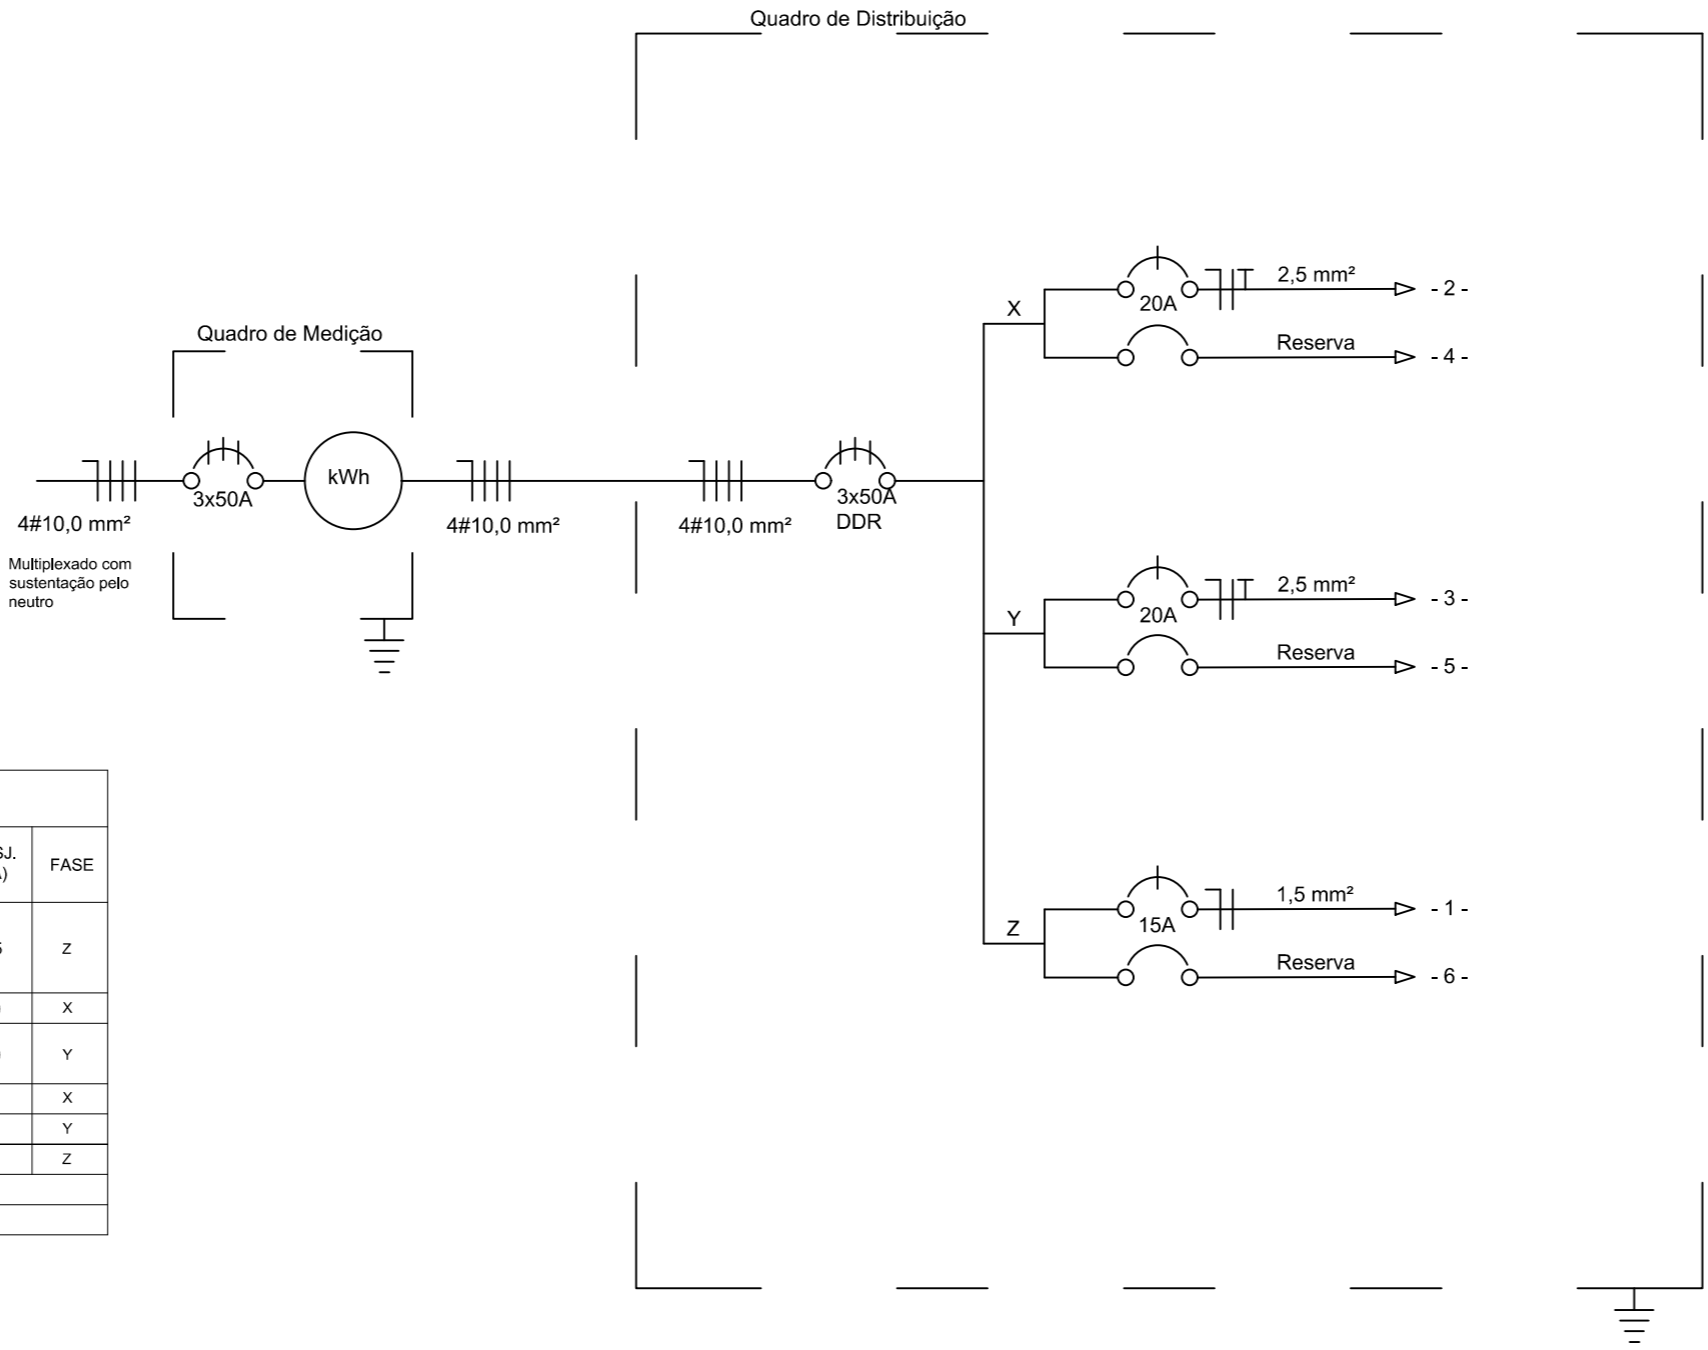 Quadro de Distribuição
2,5 mm²
- 2 -
20A
X
Reserva
- 4 -
Quadro de Medição
kWh
3x50A
3x50A
DDR
4#10,0 mm²
4#10,0 mm²
4#10,0 mm²
Multiplexado com
sustentação pelo
neutro
2,5 mm²
- 3 -
20A
Y
Reserva
- 5 -
1,5 mm²
- 1 -
15A
Z
Reserva
- 6 -
FASE
Z
X
Y
X
Y
Z